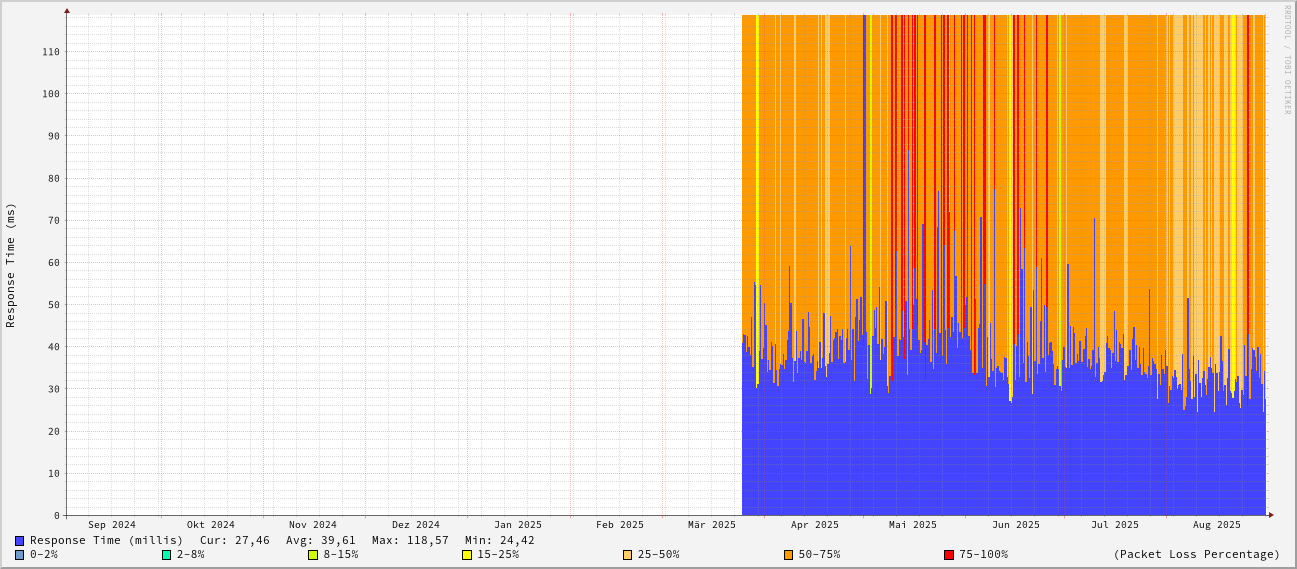 RRDTOOL / TOBI OETIKER
Response Time (ms)
110
100
90
80
70
60
50
40
30
20
10
0
Sep 2024 Okt 2024 Nov 2024 Dez 2024 Jan 2025 Feb 2025 Mär 2025 Apr 2025 Mai 2025 Jun 2025 Jul 2025 Aug 2025
Response Time (millis) Cur: 27,46 Avg: 39,61 Max: 118,57 Min: 24,42
0-2% 2-8% 8-15% 15-25% 25-50% 50-75% 75-100% (Packet Loss Percentage)